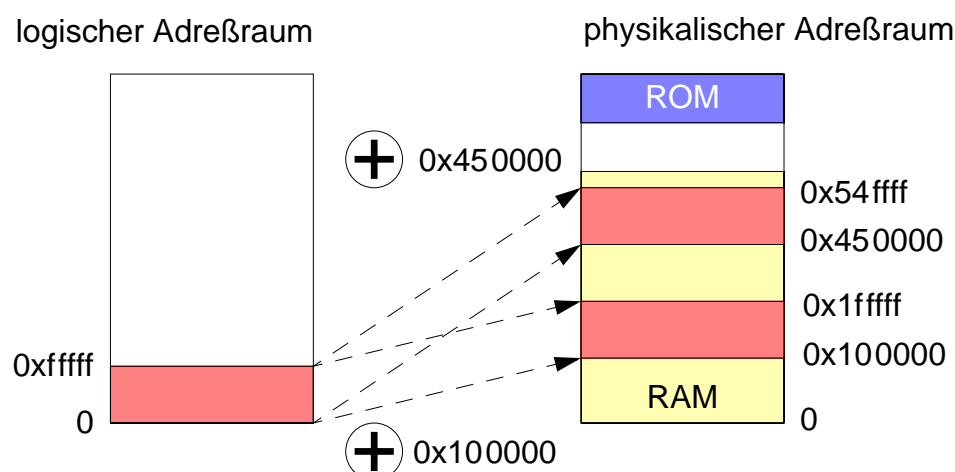 logischer Adreßraum
physikalischer Adreßraum
ROM
0x450000
0x54ffff
0x450000
0x1fffff
0xfffff
0x100000
RAM
0
0
0x100000